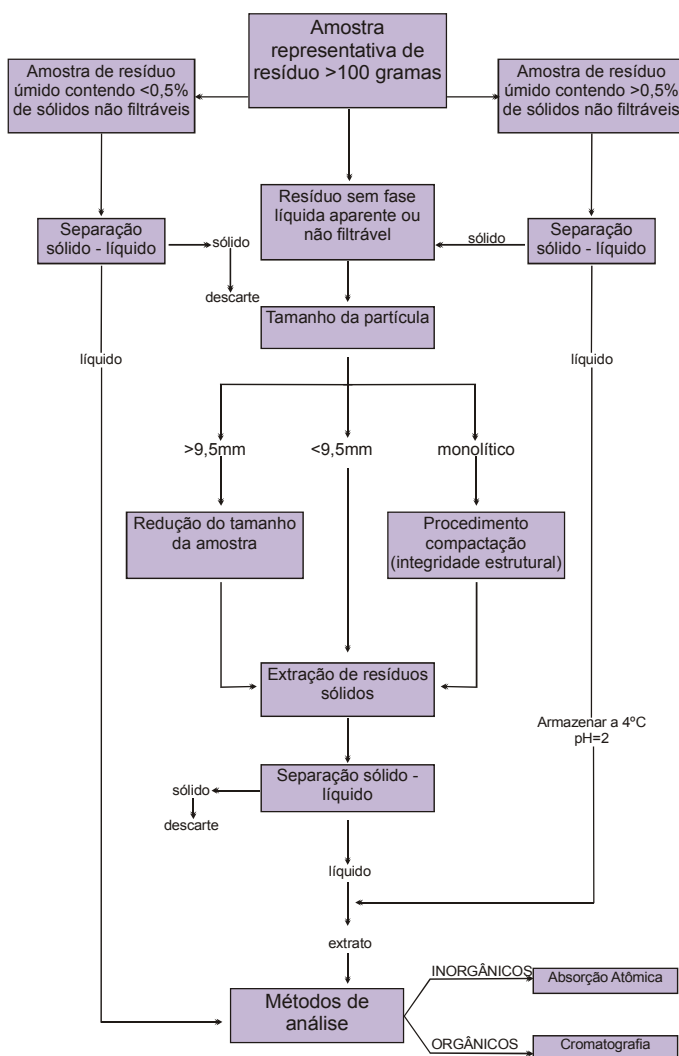 Amostra
representativa de
resíduo >100 gramas
Amostra de resíduo
úmido contendo <0,5%
de sólidos não filtráveis
Amostra de resíduo
úmido contendo >0,5%
de sólidos não filtráveis
Resíduo sem fase
líquida aparente ou
não filtrável
Separação
sólido - líquido
sólido
descarte
sólido
Separação
sólido - líquido
Tamanho da partícula
líquido
líquido
>9,5mm
<9,5mm
monolítico
Redução do tamanho
da amostra
Procedimento
compactação
(integridade estrutural)
Extração de resíduos
sólidos
Armazenar a 4ºC
pH=2
Separação sólido -
líquido
sólido
descarte
líquido
extrato
Métodos de
análise
INORGÂNICOS
Absorção Atômica
ORGÂNICOS
Cromatografia